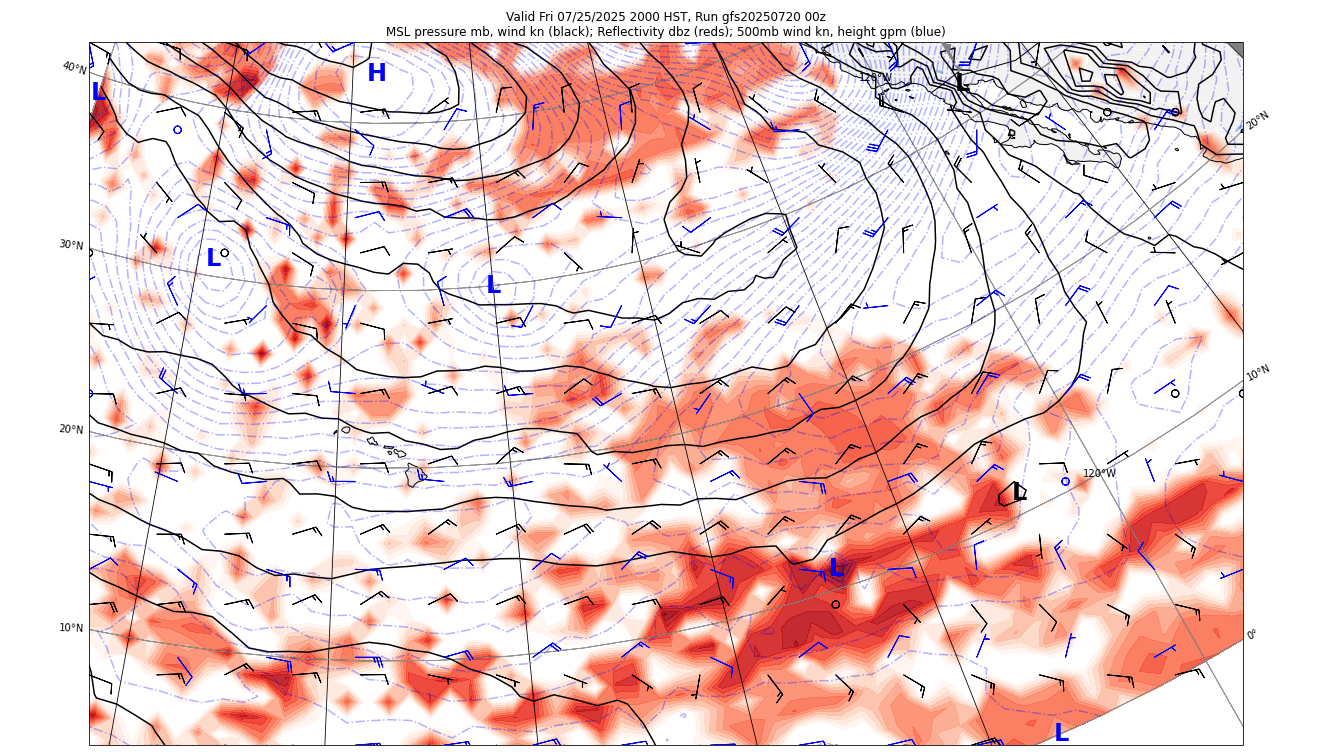 Valid Fri 07/25/2025 2000 HST, Run gfs20250720 00z
MSL pressure mb, wind kn (black); Reflectivity dbz (reds); 500mb wind kn, height gpm (blue)
40°N
H
120°W
L
L
20°N
30°N
L
L
10°N
20°N
120°W
L
L
10°N
0°
L